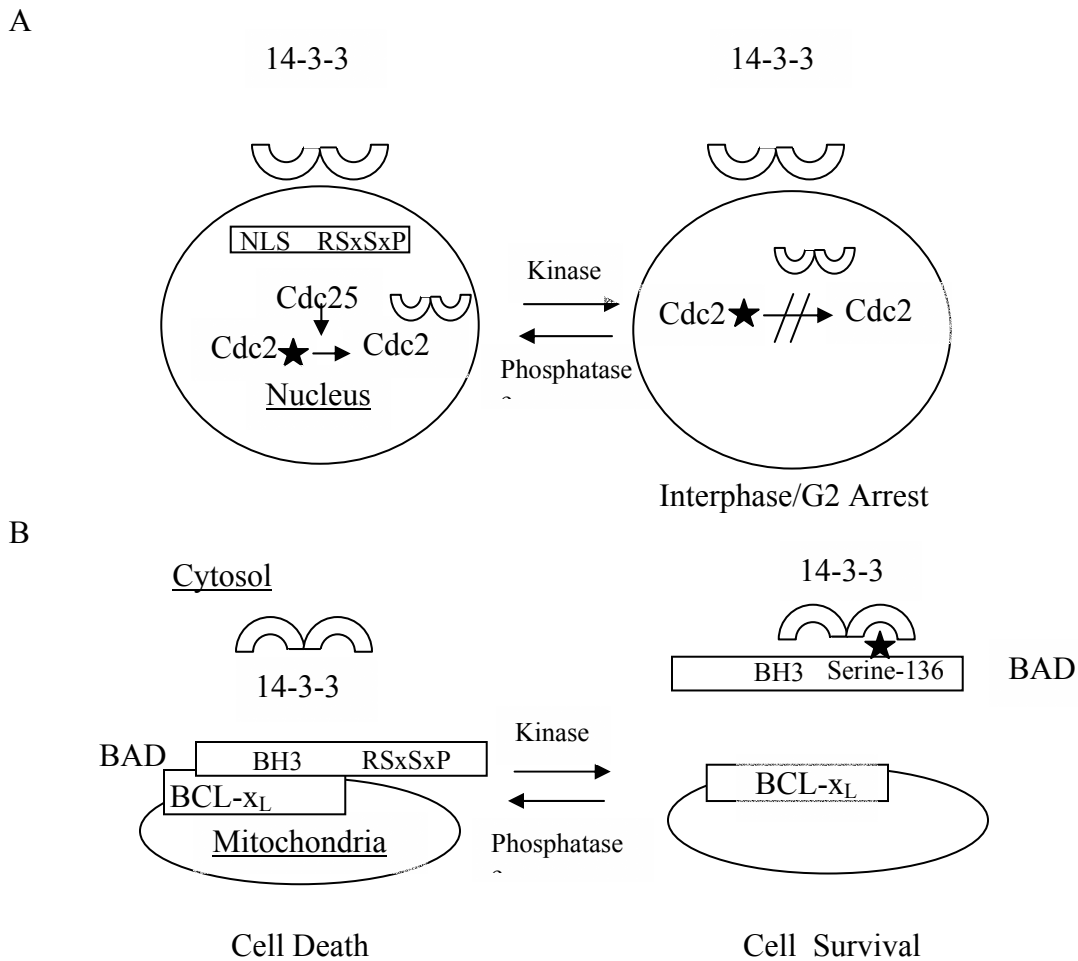 A
14-3-3
14-3-3
NLS RSxSxP
Cdc25
Cdc2 Cdc2
Nucleus
Kinase
Phosphatase
Cdc2 Cdc2
Interphase/G2 Arrest
B
Cytosol
14-3-3
14-3-3
BH3 Serine-136
BAD
BAD
BH3 RSxSxP
BCL-xL
Mitochondria
Kinase
Phosphatase
BCL-xL
Cell Death
Cell Survival